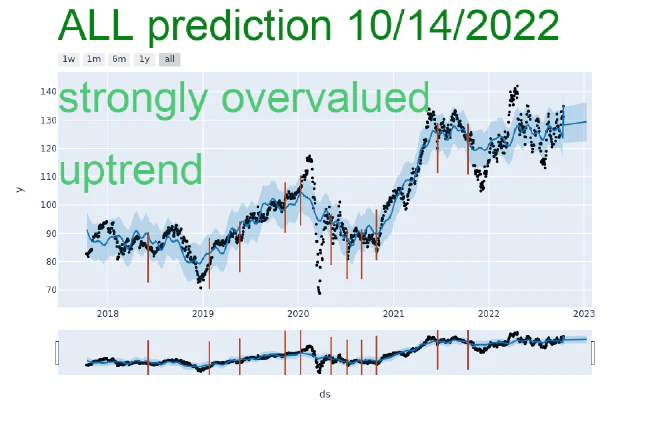 ALL prediction 10/14/2022
1w 1m 6m 1y all
strongly overvalued
uptrend
140
130
120
110
100
90
80
70
y
2018 2019 2020 2021 2022 2023
ds